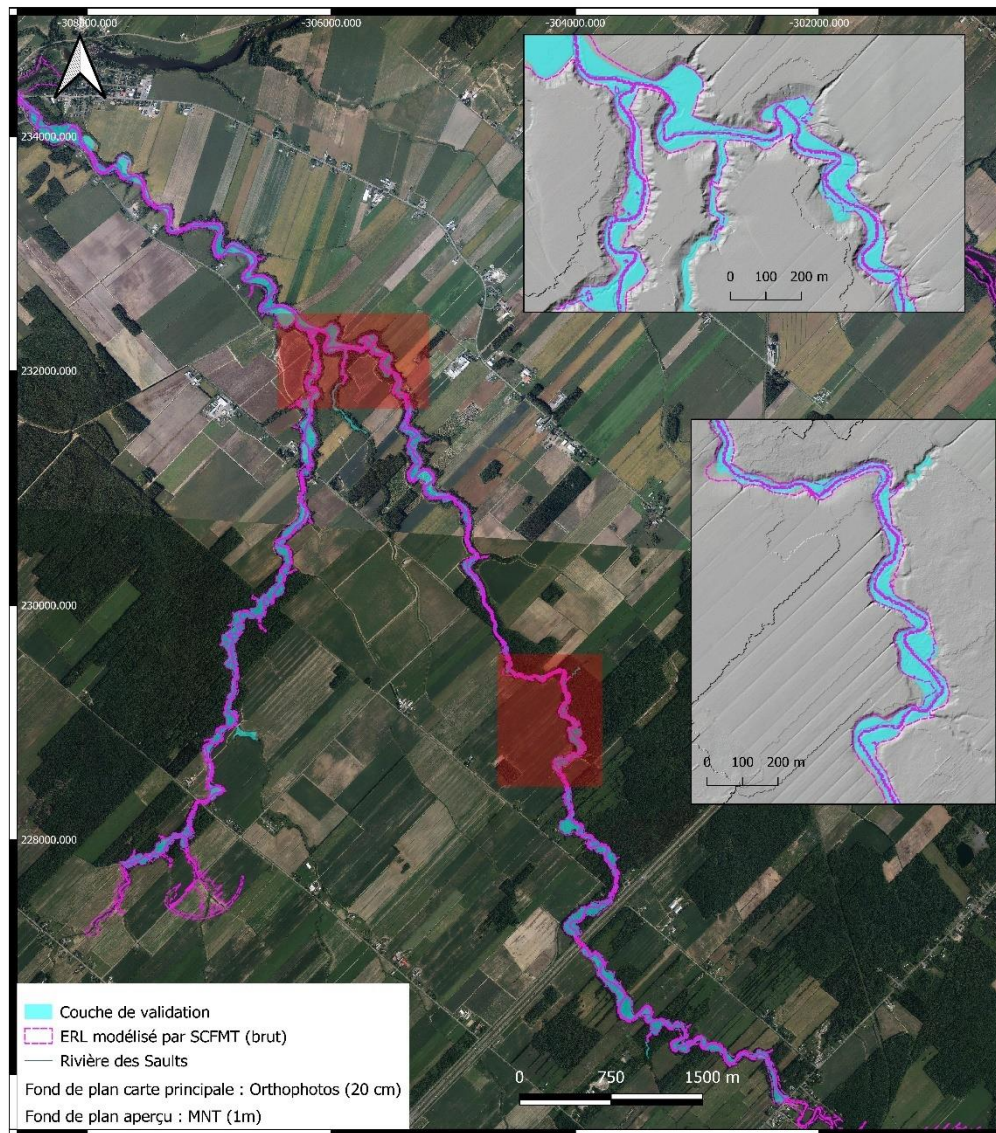 -308000.000 -306000.000 -304000.000 -302000.000
234000.000
232000.000
230000.000
228000.000
0 100 200 m
0 100 200 m
Couche de validation
ERL modélisé par SCFMT (brut)
Rivière des Saults
Fond de plan carte principale : Orthophotos (20 cm)
Fond de plan aperçu : MNT (1m)
0 750 1500 m